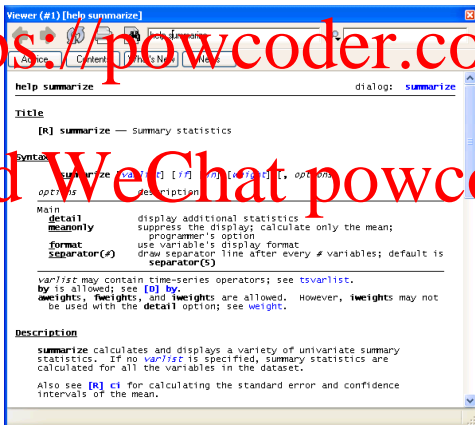 Viewer (#1) [help summarize]
help summarize
ps://powcoder.co
Advice Contents What's New News
help summarize dialog: summarize
Title
[R] summarize — Summary statistics
Syntax
summarize [varlist] [if] [in] [weight] [, options]
d WeChat powco
options description
Main
detail display additional statistics
meanonly suppress the display; calculate only the mean;
programmer's option
format use variable's display format
separator(#) draw separator line after every # variables; default is
separator(5)
varlist may contain time-series operators; see tsvarlist.
by is allowed; see [D] by.
aweights, fweights, and iweights are allowed. However, iweights may not
be used with the detail option; see weight.
Description
summarize calculates and displays a variety of univariate summary
statistics. If no varlist is specified, summary statistics are
calculated for all the variables in the dataset.
Also see [R] ci for calculating the standard error and confidence
intervals of the mean.